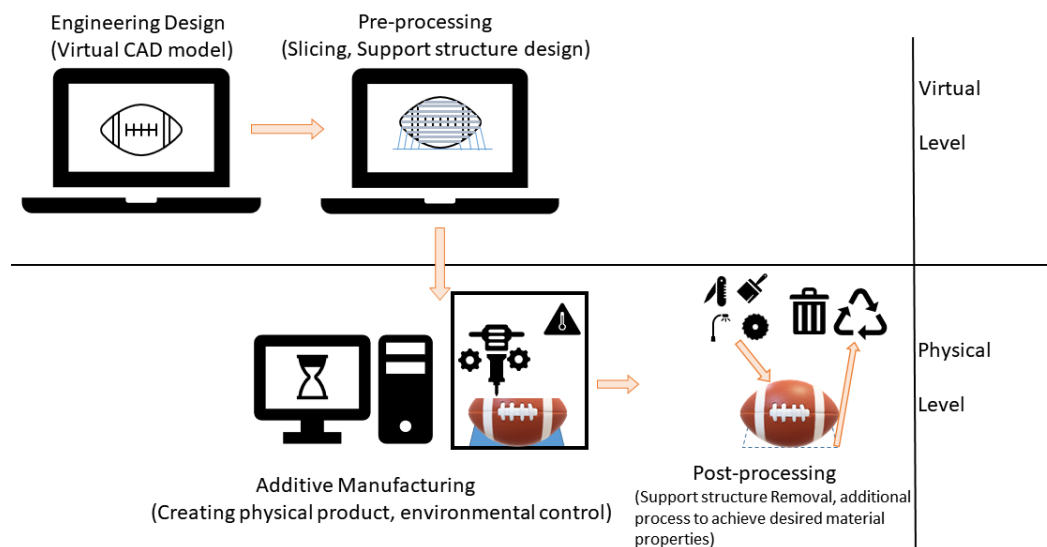 Engineering Design
(Virtual CAD model)
Pre-processing
(Slicing, Support structure design)
Virtual
Level
Physical
Level
Additive Manufacturing
(Creating physical product, environmental control)
Post-processing
(Support structure Removal, additional
process to achieve desired material
properties)